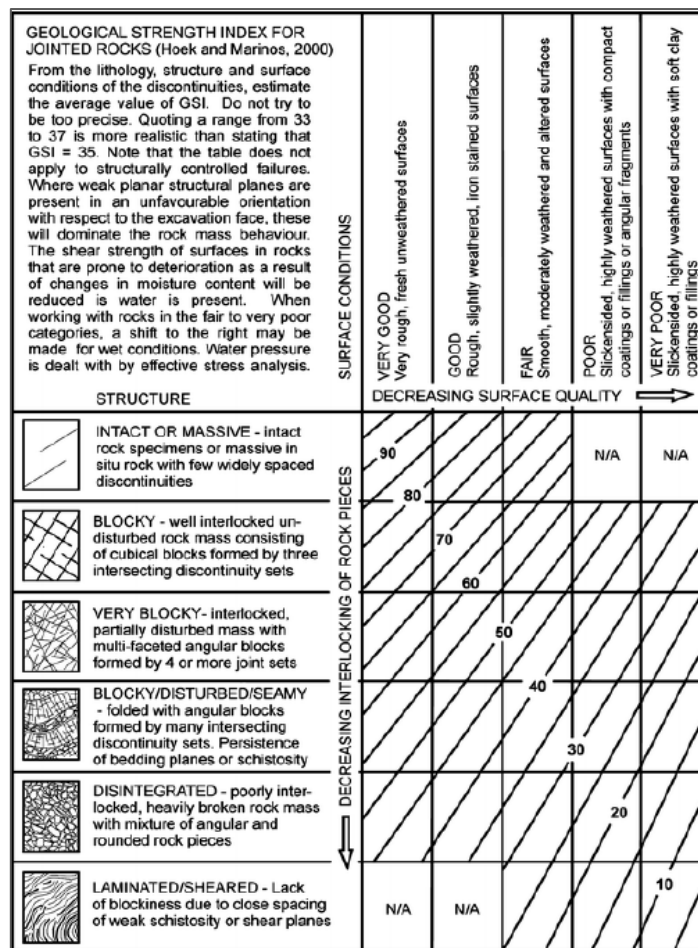 GEOLOGICAL STRENGTH INDEX FOR
JOINTED ROCKS (Hoek and Marinos, 2000)
From the lithology, structure and surface
conditions of the discontinuities, estimate
the average value of GSI. Do not try to
be too precise. Quoting a range from 33
to 37 is more realistic than stating that
GSI = 35. Note that the table does not
apply to structurally controlled failures.
Where weak planar structural planes are
present in an unfavourable orientation
with respect to the excavation face, these
will dominate the rock mass behaviour.
The shear strength of surfaces in rocks
that are prone to deterioration as a result
of changes in moisture content will be
reduced is water is present. When
working with rocks in the fair to very poor
categories, a shift to the right may be
made for wet conditions. Water pressure
is dealt with by effective stress analysis.
STRUCTURE
SURFACE CONDITIONS
VERY GOOD
Very rough, fresh unweathered surfaces
GOOD
Rough, slightly weathered, iron stained surfaces
FAIR
Smooth, moderately weathered and altered surfaces
POOR
Slickensided, highly weathered surfaces with compact
coatings or fillings or angular fragments
VERY POOR
Slickensided, highly weathered surfaces with soft clay
coatings or fillings
DECREASING SURFACE QUALITY
DECREASING INTERLOCKING OF ROCK PIECES
INTACT OR MASSIVE - intact
rock specimens or massive in
situ rock with few widely spaced
discontinuities
90
N/A
N/A
80
BLOCKY - well interlocked un-
disturbed rock mass consisting
of cubical blocks formed by three
intersecting discontinuity sets
70
60
VERY BLOCKY- interlocked,
partially disturbed mass with
multi-faceted angular blocks
formed by 4 or more joint sets
50
40
BLOCKY/DISTURBED/SEAMY
- folded with angular blocks
formed by many intersecting
discontinuity sets. Persistence
of bedding planes or schistosity
30
DISINTEGRATED - poorly inter-
locked, heavily broken rock mass
with mixture of angular and
rounded rock pieces
20
LAMINATED/SHEARED - Lack
of blockiness due to close spacing
of weak schistosity or shear planes
N/A
N/A
10